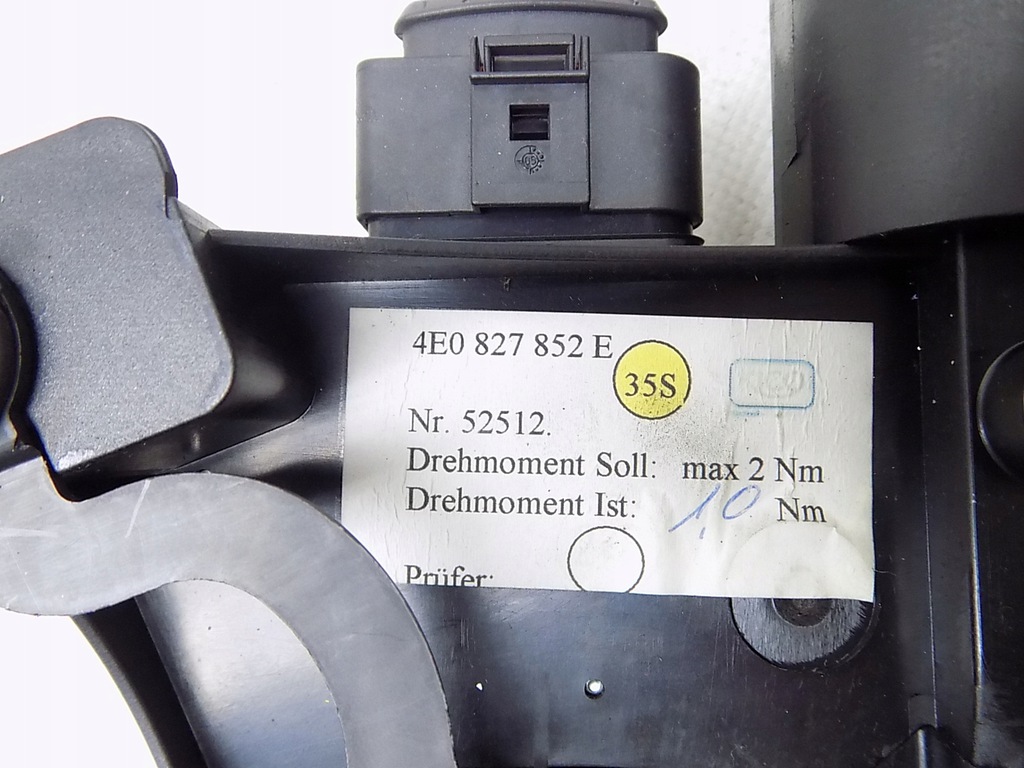 4E0 827 852 E
35S
Nr. 52512.
Drehmoment Soll: max 2 Nm
Drehmoment Ist: 1,0 Nm
Prüfer: